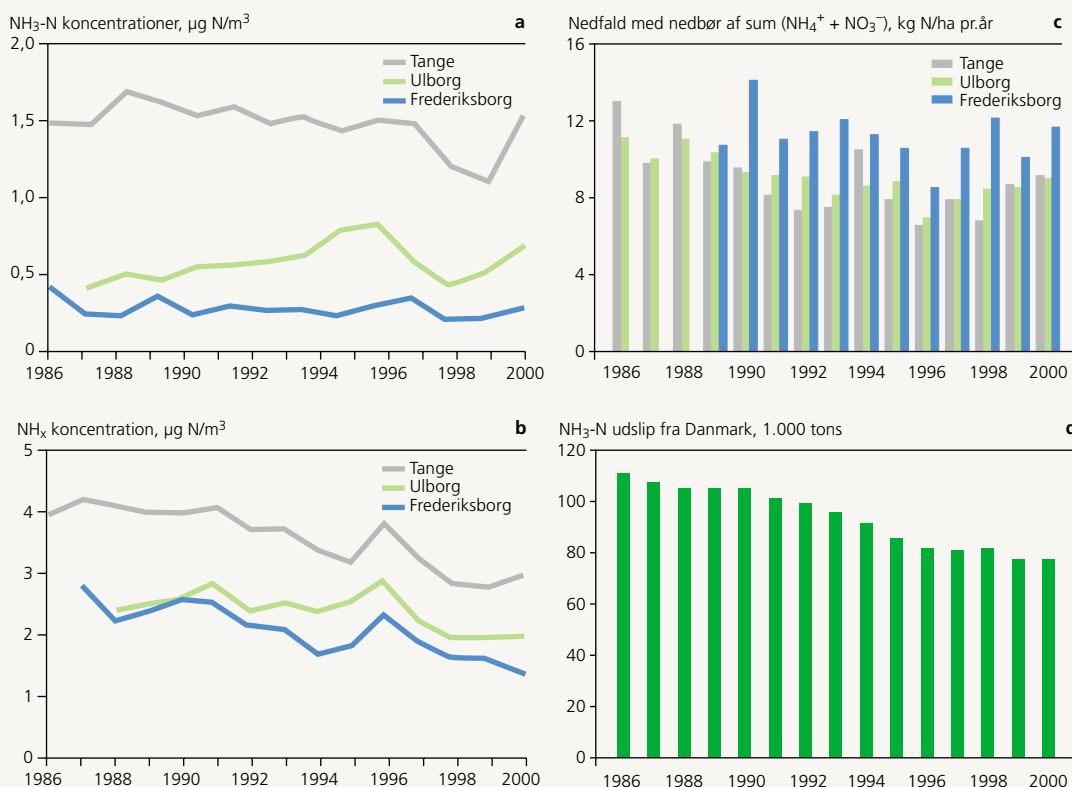 NH₃-N koncentrationer, µg N/m³ a
2,0
1,5
1,0
0,5
0
Tange
Ulborg
Frederiksborg
1986 1988 1990 1992 1994 1996 1998 2000
Nedfald med nedbør af sum (NH₄⁺ + NO₃⁻), kg N/ha pr.år c
16
12
8
4
0
Tange
Ulborg
Frederiksborg
1986 1988 1990 1992 1994 1996 1998 2000
NHₓ koncentration, µg N/m³ b
5
4
3
2
1
0
Tange
Ulborg
Frederiksborg
1986 1988 1990 1992 1994 1996 1998 2000
NH₃-N udslip fra Danmark, 1.000 tons d
120
100
80
60
40
20
0
1986 1988 1990 1992 1994 1996 1998 2000